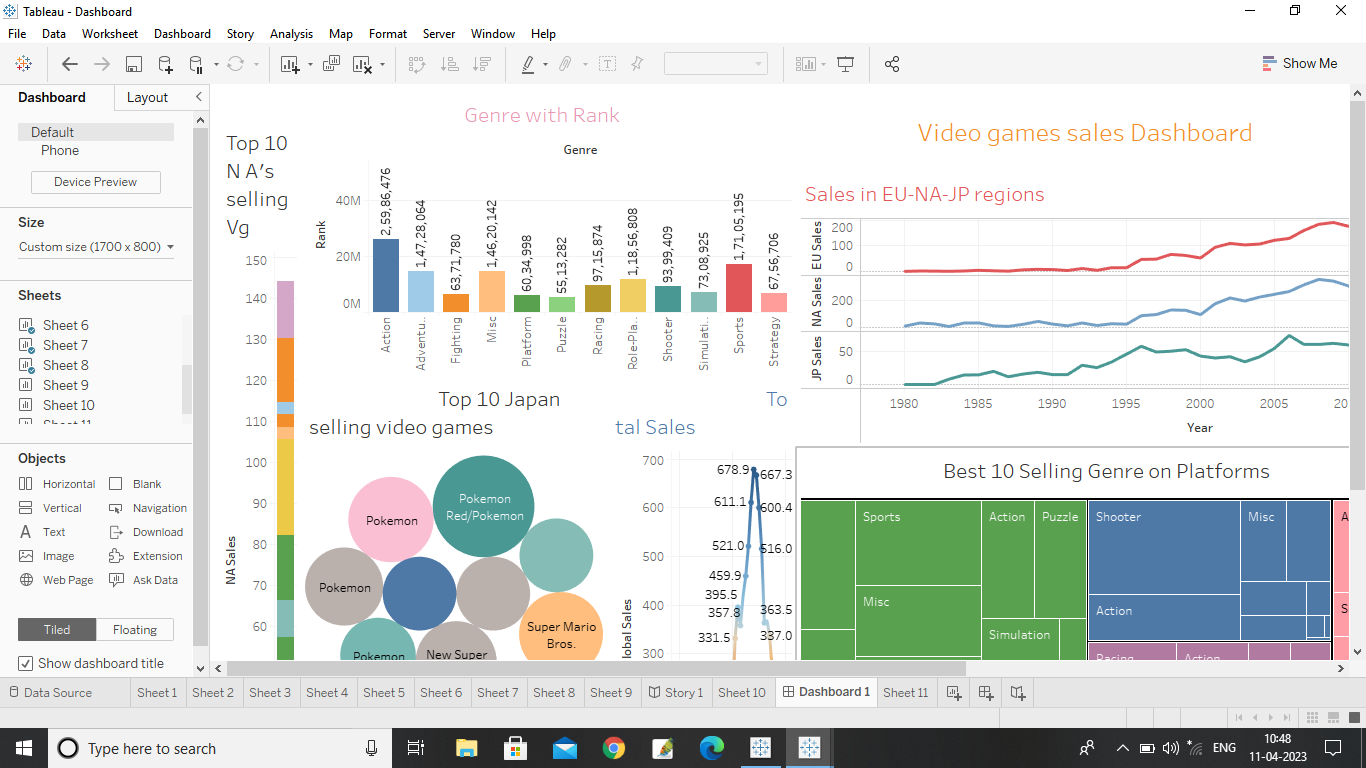 Tableau - Dashboard
File Data Worksheet Dashboard Story Analysis Map Format Server Window Help
Show Me
Dashboard Layout
Default
Phone
Device Preview
Size
Custom size (1700 x 800)
Sheets
Sheet 6
Sheet 7
Sheet 8
Sheet 9
Sheet 10
Sheet 11
Objects
Horizontal Blank
Vertical Navigation
Text Download
Image Extension
Web Page Ask Data
Tiled Floating
Show dashboard title
Top 10
N A's
selling
Vg
150
140
130
120
110
100
90
80
70
60
NA Sales
Genre with Rank
Genre
Rank
40M
20M
0M
2,59,86,476
1,47,28,064
63,71,780
1,46,20,142
60,34,998
55,13,282
97,15,874
1,18,56,808
93,99,409
73,08,925
1,71,05,195
67,56,706
Action
Adventu..
Fighting
Misc
Platform
Puzzle
Racing
Role-Pla..
Shooter
Simulati..
Sports
Strategy
Video games sales Dashboard
Sales in EU-NA-JP regions
EU Sales
200
100
0
NA Sales
200
0
JP Sales
50
0
1980 1985 1990 1995 2000 2005 20
Year
Top 10 Japan
selling video games
Pokemon
Pokemon
Red/Pokemon
Pokemon
Super Mario
Bros.
Pokemon
New Super
To
tal Sales
lobal Sales
700
600
500
400
300
678.9
667.3
611.1
600.4
521.0
516.0
459.9
395.5
357.8
363.5
331.5
337.0
Best 10 Selling Genre on Platforms
Sports Action Puzzle Shooter Misc A
Misc Action S
Simulation
Racing Action
Data Source Sheet 1 Sheet 2 Sheet 3 Sheet 4 Sheet 5 Sheet 6 Sheet 7 Sheet 8 Sheet 9 Story 1 Sheet 10 Dashboard 1 Sheet 11
Type here to search
ENG
10:48
11-04-2023